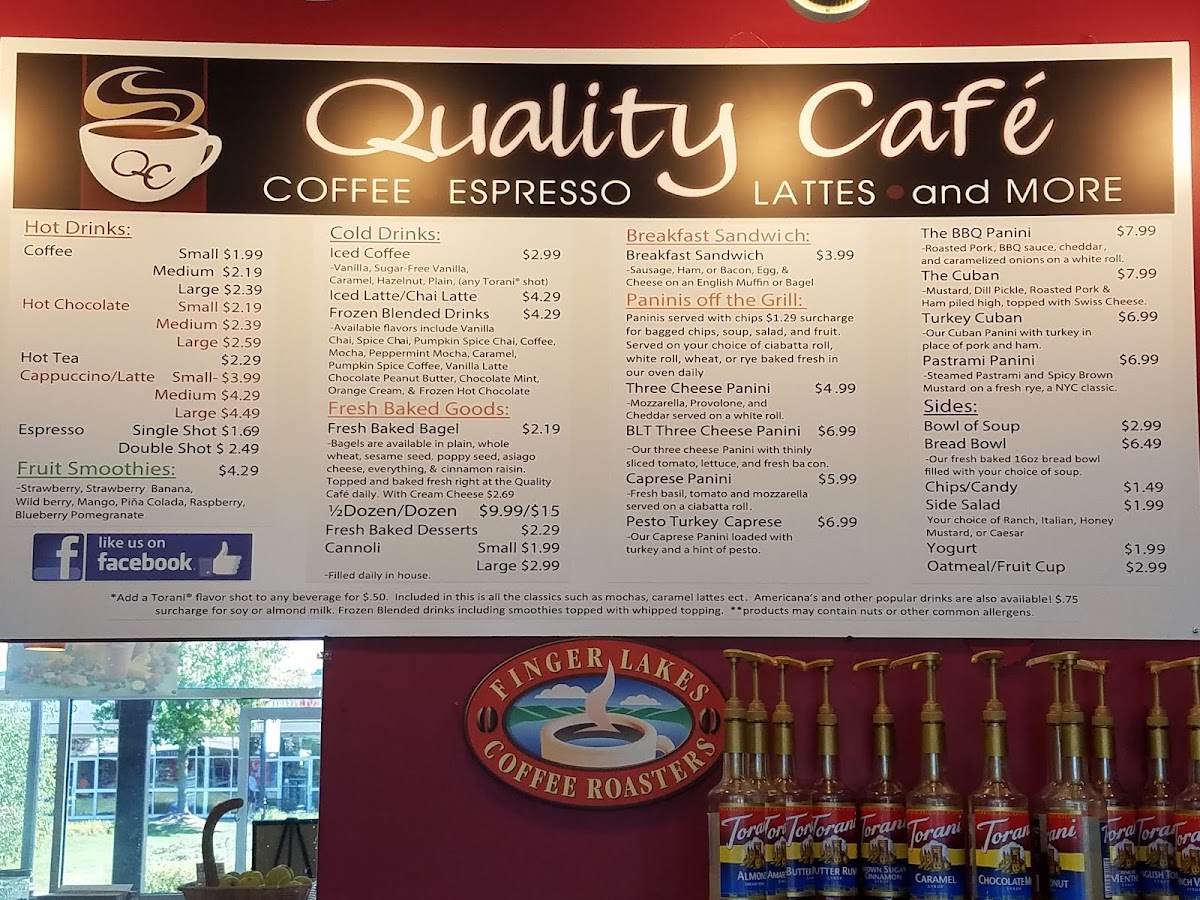 QC
Quality Café
COFFEE ESPRESSO LATTES • and MORE
Hot Drinks:
Coffee Small $1.99
Medium $2.19
Large $2.39
Hot Chocolate Small $2.19
Medium $2.39
Large $2.59
Hot Tea $2.29
Cappuccino/Latte Small- $3.99
Medium $4.29
Large $4.49
Espresso Single Shot $1.69
Double Shot $ 2.49
Fruit Smoothies: $4.29
-Strawberry, Strawberry Banana,
Wild berry, Mango, Piña Colada, Raspberry,
Blueberry Pomegranate
f like us on
facebook
Cold Drinks:
Iced Coffee $2.99
-Vanilla, Sugar-Free Vanilla,
Caramel, Hazelnut, Plain, (any Torani® shot)
Iced Latte/Chai Latte $4.29
Frozen Blended Drinks $4.29
-Available flavors include Vanilla
Chai, Spice Chai, Pumpkin Spice Chai, Coffee,
Mocha, Peppermint Mocha, Caramel,
Pumpkin Spice Coffee, Vanilla Latte
Chocolate Peanut Butter, Chocolate Mint,
Orange Cream, & Frozen Hot Chocolate
Fresh Baked Goods:
Fresh Baked Bagel $2.19
-Bagels are available in plain, whole
wheat, sesame seed, poppy seed, asiago
cheese, everything, & cinnamon raisin.
Topped and baked fresh right at the Quality
Café daily. With Cream Cheese $2.69
½Dozen/Dozen $9.99/$15
Fresh Baked Desserts $2.29
Cannoli Small $1.99
Large $2.99
-Filled daily in house.
Breakfast Sandwich:
Breakfast Sandwich $3.99
-Sausage, Ham, or Bacon, Egg, &
Cheese on an English Muffin or Bagel
Paninis off the Grill:
Paninis served with chips $1.29 surcharge
for bagged chips, soup, salad, and fruit.
Served on your choice of ciabatta roll,
white roll, wheat, or rye baked fresh in
our oven daily
Three Cheese Panini $4.99
-Mozzarella, Provolone, and
Cheddar served on a white roll.
BLT Three Cheese Panini $6.99
-Our three cheese Panini with thinly
sliced tomato, lettuce, and fresh bacon.
Caprese Panini $5.99
-Fresh basil, tomato and mozzarella
served on a ciabatta roll.
Pesto Turkey Caprese $6.99
-Our Caprese Panini loaded with
turkey and a hint of pesto.
The BBQ Panini $7.99
-Roasted Pork, BBQ sauce, cheddar,
and caramelized onions on a white roll.
The Cuban $7.99
-Mustard, Dill Pickle, Roasted Pork &
Ham piled high, topped with Swiss Cheese.
Turkey Cuban $6.99
-Our Cuban Panini with turkey in
place of pork and ham.
Pastrami Panini $6.99
-Steamed Pastrami and Spicy Brown
Mustard on a fresh rye, a NYC classic.
Sides:
Bowl of Soup $2.99
Bread Bowl $6.49
-Our fresh baked 16oz bread bowl
filled with your choice of soup.
Chips/Candy $1.49
Side Salad $1.99
Your choice of Ranch, Italian, Honey
Mustard, or Caesar
Yogurt $1.99
Oatmeal/Fruit Cup $2.99
*Add a Torani® flavor shot to any beverage for $.50. Included in this is all the classics such as mochas, caramel lattes ect. Americana's and other popular drinks are also available! $.75
surcharge for soy or almond milk. Frozen Blended drinks including smoothies topped with whipped topping. **products may contain nuts or other common allergens.
FINGER LAKES
COFFEE ROASTERS
Torani
Torani
CARAMEL
SYRUP
Torani